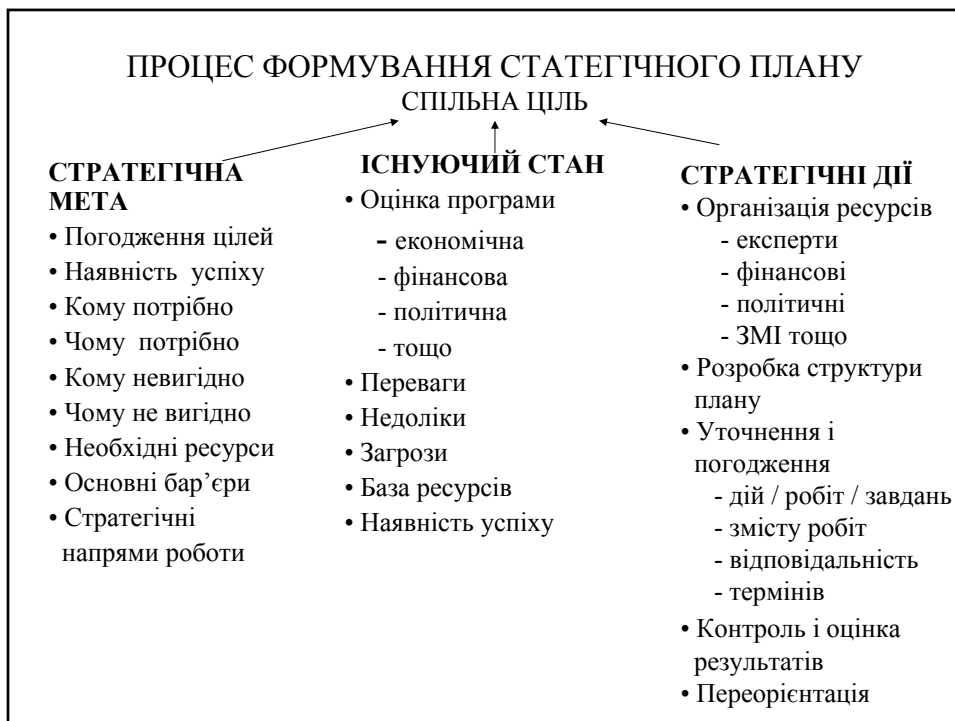 ПРОЦЕС ФОРМУВАННЯ СТАТЕГІЧНОГО ПЛАНУ
СПІЛЬНА ЦІЛЬ
СТРАТЕГІЧНА
МЕТА
• Погодження цілей
• Наявність успіху
• Кому потрібно
• Чому потрібно
• Кому невигідно
• Чому не вигідно
• Необхідні ресурси
• Основні бар’єри
• Стратегічні
напрями роботи
ІСНУЮЧИЙ СТАН
• Оцінка програми
- економічна
- фінансова
- політична
- тощо
• Переваги
• Недоліки
• Загрози
• База ресурсів
• Наявність успіху
СТРАТЕГІЧНІ ДІЇ
• Організація ресурсів
- експерти
- фінансові
- політичні
- ЗМІ тощо
• Розробка структури
плану
• Уточнення і
погодження
- дій / робіт / завдань
- змісту робіт
- відповідальність
- термінів
• Контроль і оцінка
результатів
• Переорієнтація